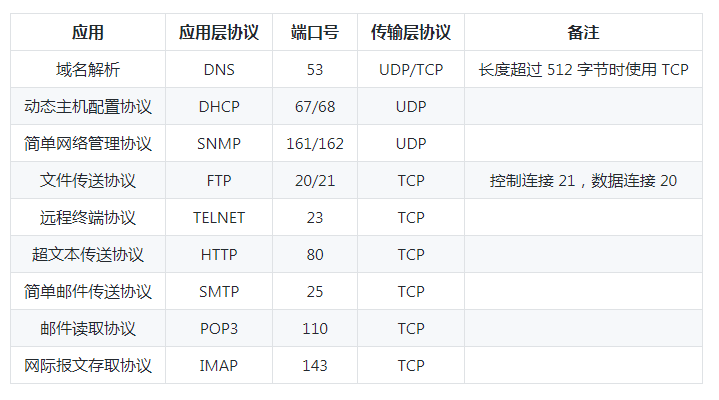 应用 应用层协议 端口号 传输层协议 备注
域名解析 DNS 53 UDP/TCP 长度超过 512 字节时使用 TCP
动态主机配置协议 DHCP 67/68 UDP
简单网络管理协议 SNMP 161/162 UDP
文件传送协议 FTP 20/21 TCP 控制连接 21，数据连接 20
远程终端协议 TELNET 23 TCP
超文本传送协议 HTTP 80 TCP
简单邮件传送协议 SMTP 25 TCP
邮件读取协议 POP3 110 TCP
网际报文存取协议 IMAP 143 TCP